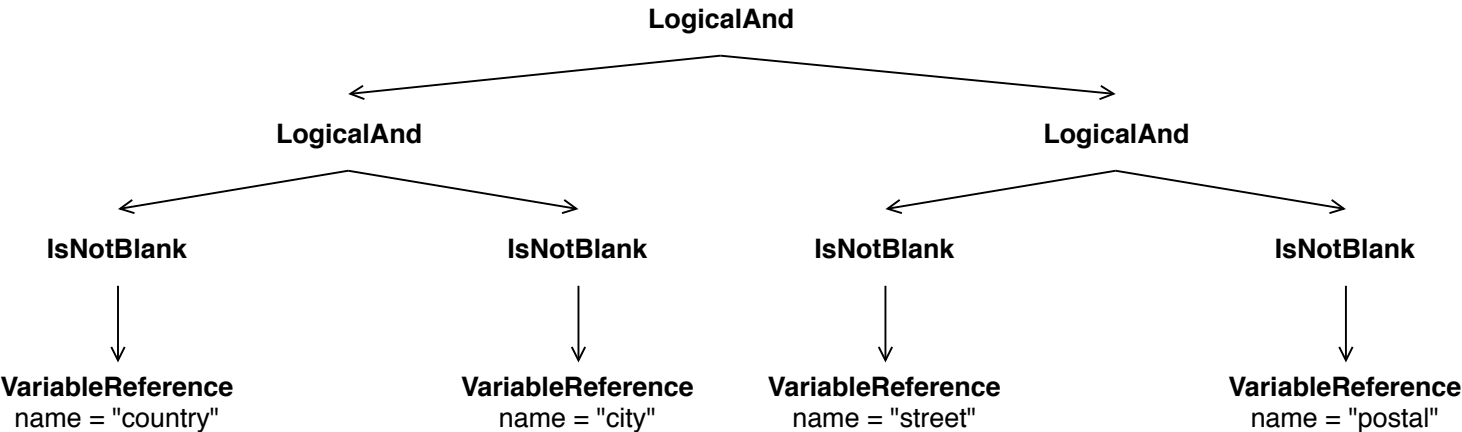 LogicalAnd
LogicalAnd
LogicalAnd
IsNotBlank
IsNotBlank
IsNotBlank
IsNotBlank
VariableReference
name = "country"
VariableReference
name = "city"
VariableReference
name = "street"
VariableReference
name = "postal"